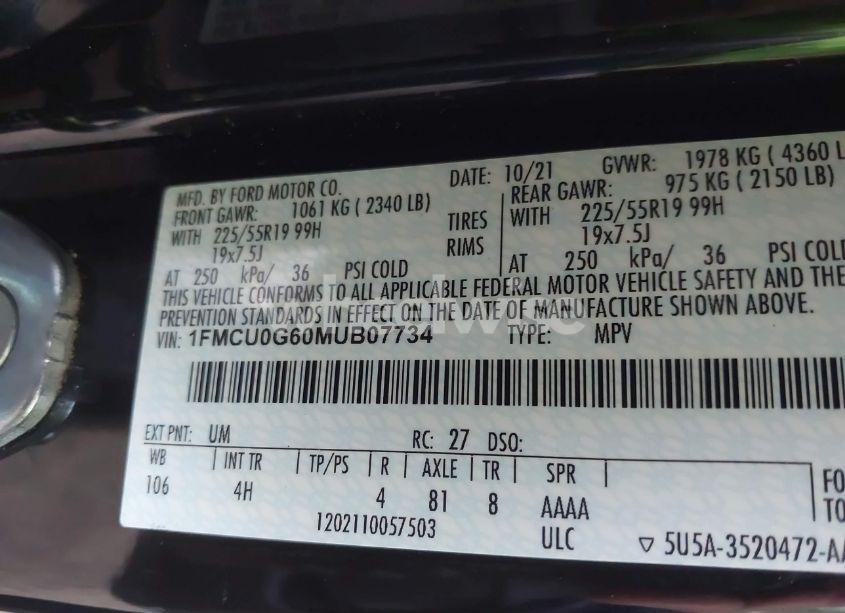 MFD. BY FORD MOTOR CO.
DATE: 10/21 GVWR: 1978 KG ( 4360 L
FRONT GAWR: 1061 KG ( 2340 LB)
REAR GAWR: 975 KG ( 2150 LB)
WITH 225/55R19 99H TIRES WITH 225/55R19 99H
19x7.5J RIMS 19x7.5J
AT 250 kPa/ 36 PSI COLD AT 250 kPa/ 36 PSI COLD
THIS VEHICLE CONFORMS TO ALL APPLICABLE FEDERAL MOTOR VEHICLE SAFETY AND THE
PREVENTION STANDARDS IN EFFECT ON THE DATE OF MANUFACTURE SHOWN ABOVE.
VIN: 1FMCU0G60MUB07734 TYPE: MPV
EXT PNT: UM RC: 27 DSO:
WB INT TR TP/PS R AXLE TR SPR FO
106 4H 4 81 8 AAAA TO
1202110057503 ULC 5U5A-3520472-A